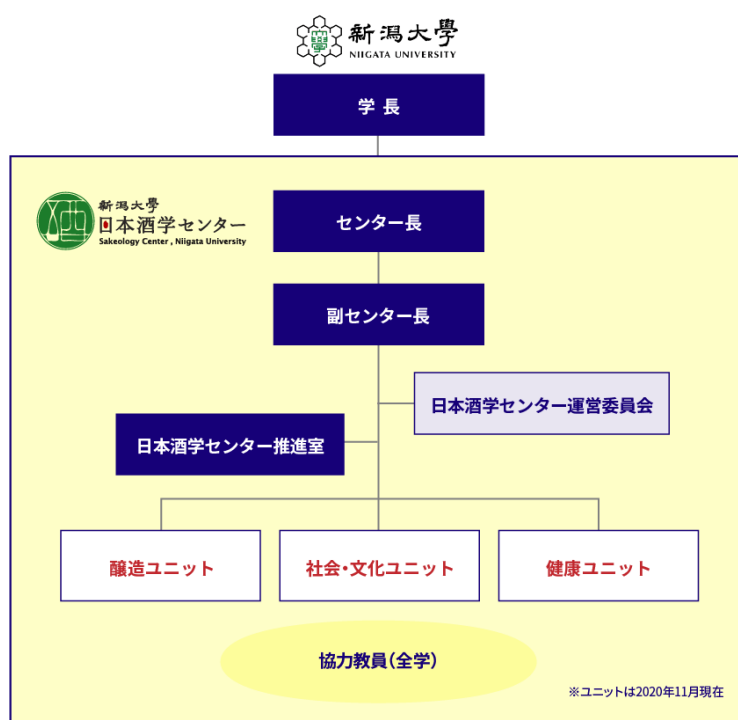 新潟大學
NIIGATA UNIVERSITY
学 長
新潟大學
日本酒学センター
Sakeology Center , Niigata University
センター長
副センター長
日本酒学センター運営委員会
日本酒学センター推進室
醸造ユニット
社会・文化ユニット
健康ユニット
協力教員(全学)
※ユニットは2020年11月現在